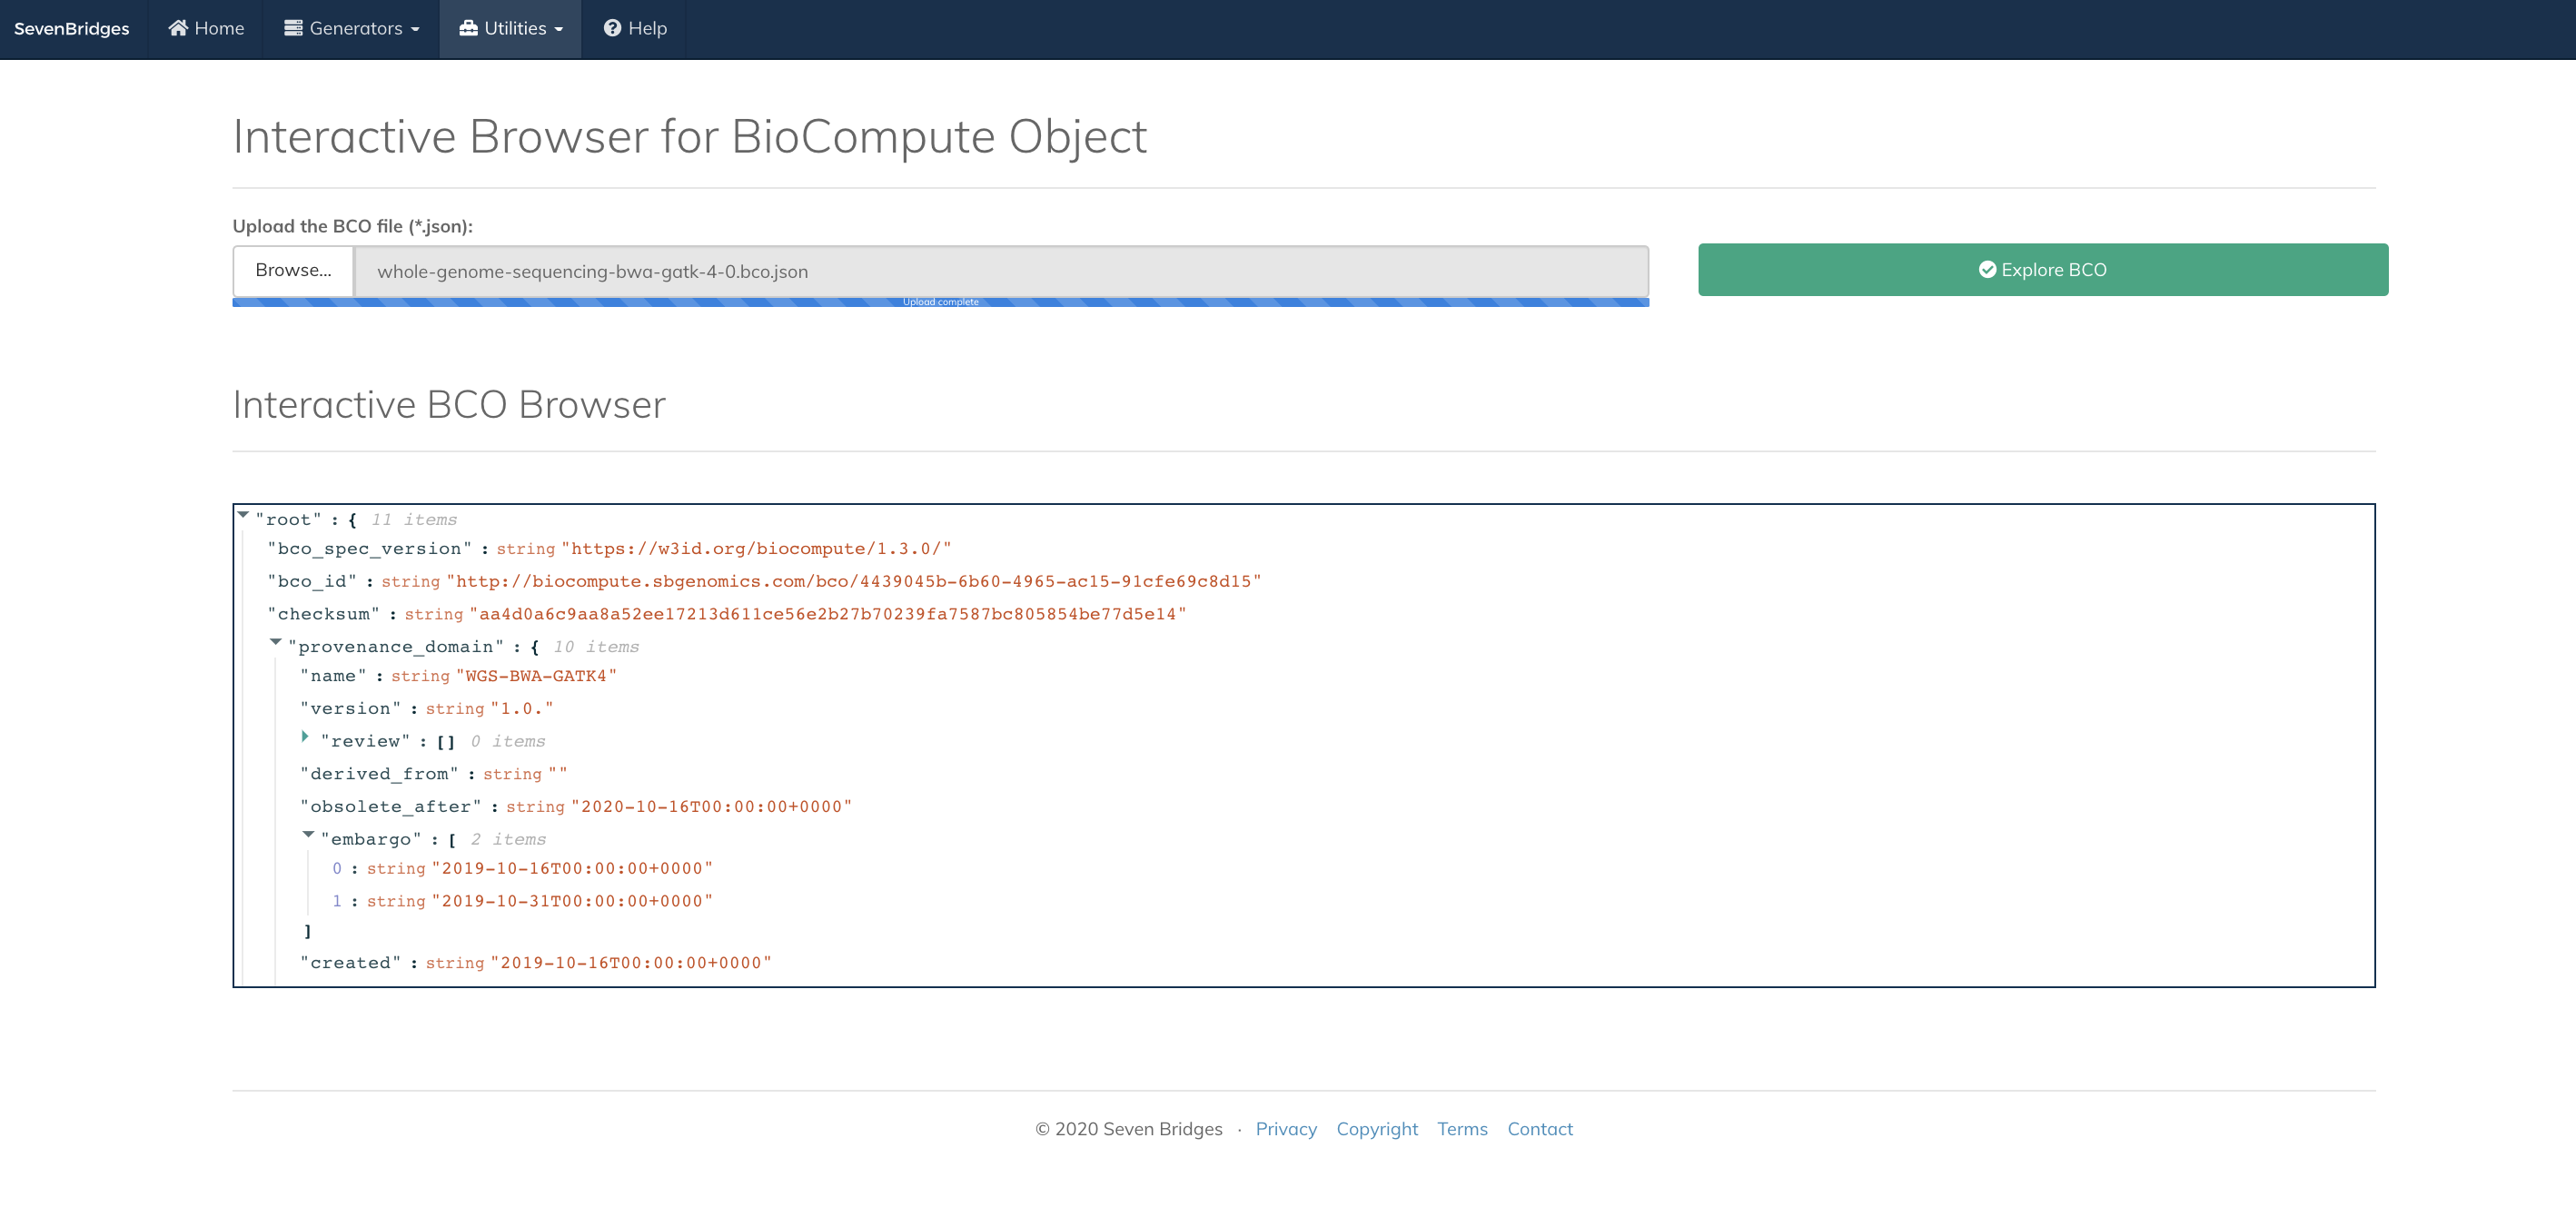 SevenBridges Home Generators Utilities Help
Interactive Browser for BioCompute Object
Upload the BCO file (*.json):
Browse... whole-genome-sequencing-bwa-gatk-4-0.bco.json Explore BCO
Upload complete
Interactive BCO Browser
"root" : { 11 items
"bco_spec_version" : string "https://w3id.org/biocompute/1.3.0/"
"bco_id" : string "http://biocompute.sbgenomics.com/bco/4439045b-6b60-4965-ac15-91cfe69c8d15"
"checksum" : string "aa4d0a6c9aa8a52ee17213d611ce56e2b27b70239fa7587bc805854be77d5e14"
"provenance_domain" : { 10 items
"name" : string "WGS-BWA-GATK4"
"version" : string "1.0."
"review" : [] 0 items
"derived_from" : string ""
"obsolete_after" : string "2020-10-16T00:00:00+0000"
"embargo" : [ 2 items
0 : string "2019-10-16T00:00:00+0000"
1 : string "2019-10-31T00:00:00+0000"
]
"created" : string "2019-10-16T00:00:00+0000"
© 2020 Seven Bridges · Privacy Copyright Terms Contact